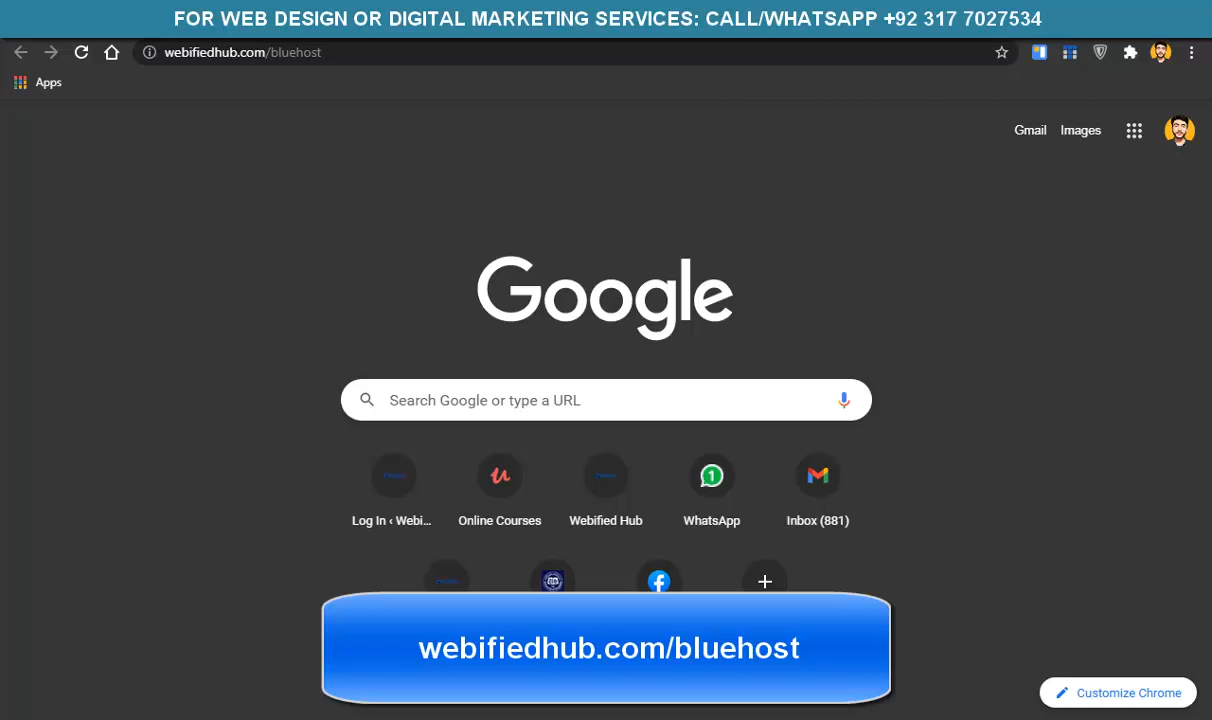 FOR WEB DESIGN OR DIGITAL MARKETING SERVICES: CALL/WHATSAPP +92 317 7027534
webifiedhub.com/bluehost
Apps
Gmail Images
Google
Search Google or type a URL
1
Log In ‹ Webi... Online Courses Webified Hub WhatsApp Inbox (881)
webifiedhub.com/bluehost
Customize Chrome